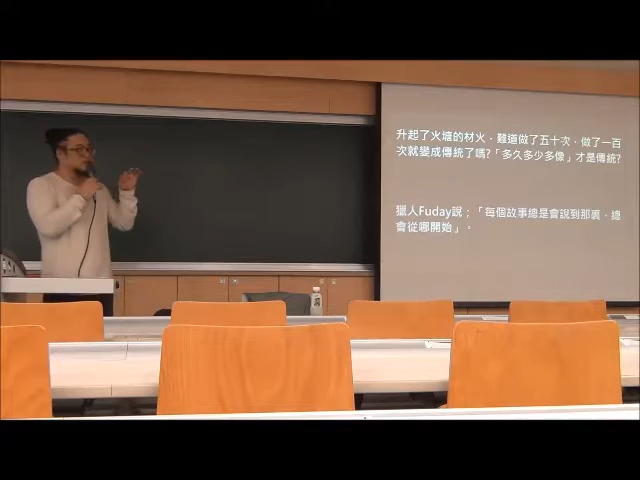 升起了火塘的材火，難道做了五十次，做了一百
次就變成傳統了嗎?「多久多少多像」才是傳統?
獵人Fuday說；「每個故事總是會說到那裏，總
會從哪開始」。